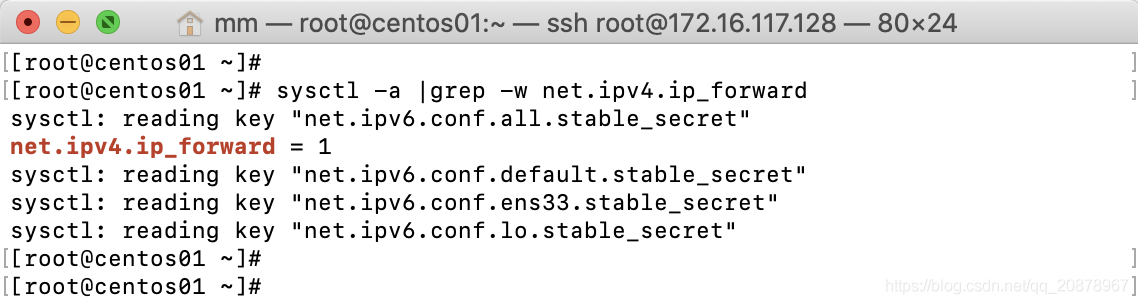 mm — root@centos01:~ — ssh root@172.16.117.128 — 80×24
[[root@centos01 ~]# ]
[[root@centos01 ~]# sysctl -a |grep -w net.ipv4.ip_forward ]
sysctl: reading key "net.ipv6.conf.all.stable_secret"
net.ipv4.ip_forward = 1
sysctl: reading key "net.ipv6.conf.default.stable_secret"
sysctl: reading key "net.ipv6.conf.ens33.stable_secret"
sysctl: reading key "net.ipv6.conf.lo.stable_secret"
[[root@centos01 ~]# ]
[[root@centos01 ~]# ]
https://blog.csdn.net/qq_20878967